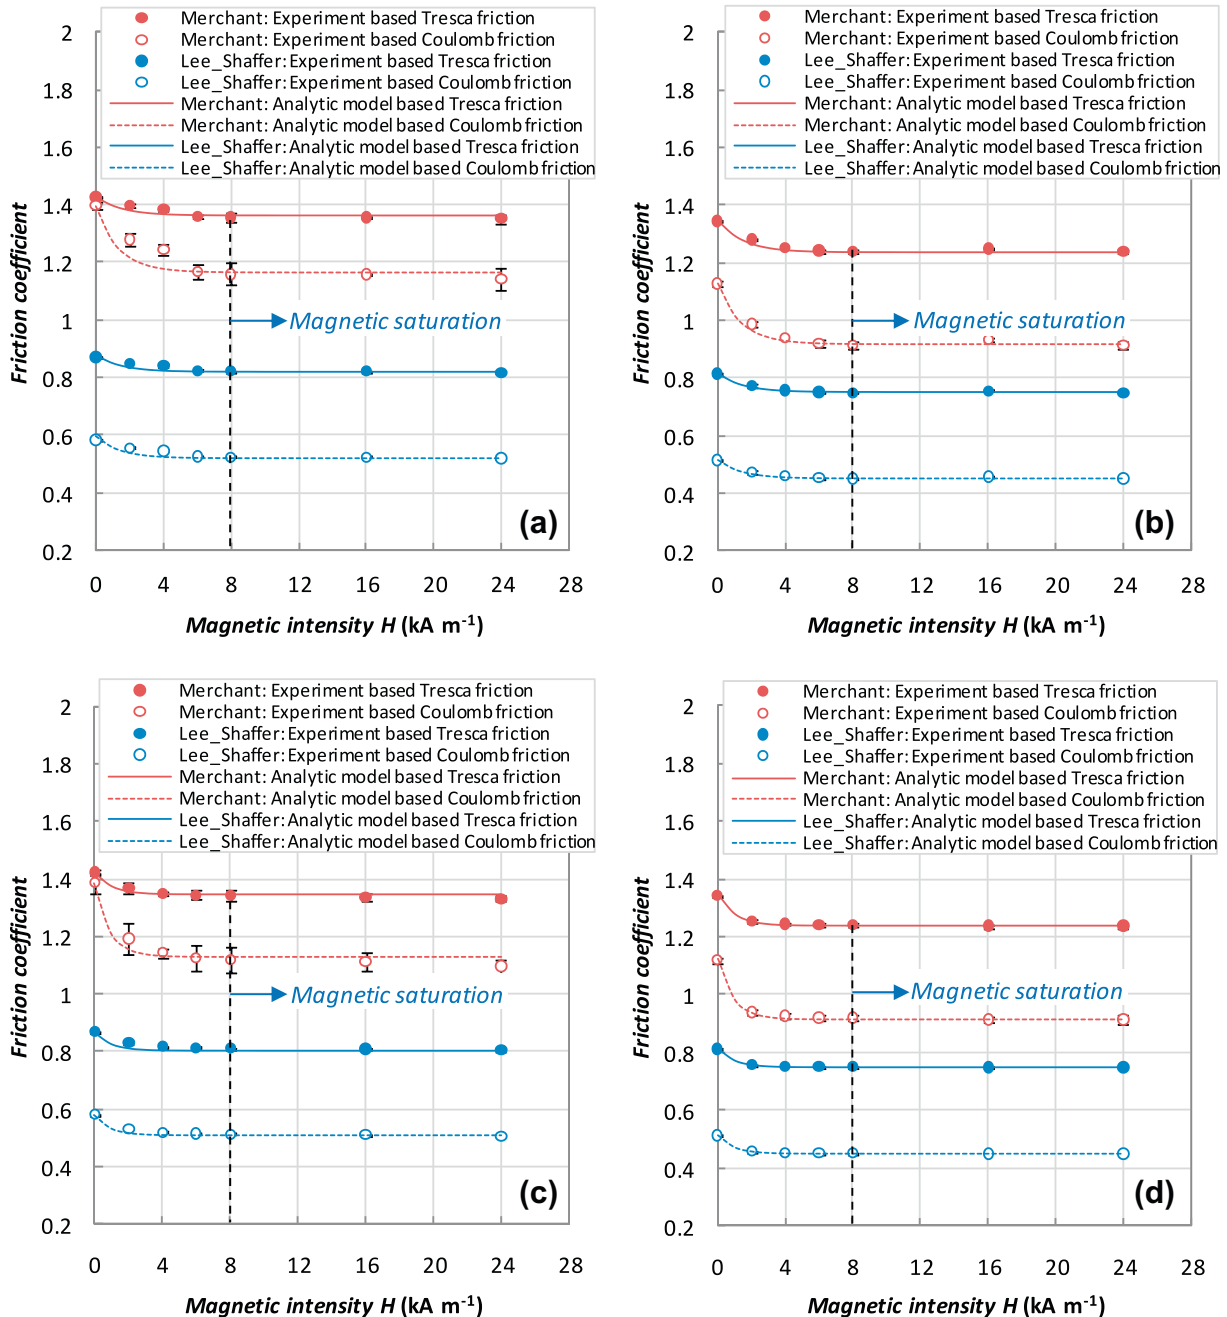 Merchant: Experiment based Tresca friction
Merchant: Experiment based Coulomb friction
Lee_Shaffer: Experiment based Tresca friction
Lee_Shaffer: Experiment based Coulomb friction
Merchant: Analytic model based Tresca friction
Merchant: Analytic model based Coulomb friction
Lee_Shaffer: Analytic model based Tresca friction
Lee_Shaffer: Analytic model based Coulomb friction
2
1.8
1.6
1.4
1.2
1
0.8
0.6
0.4
0.2
Friction coefficient
Magnetic saturation
(a)
0 4 8 12 16 20 24 28
Magnetic intensity H (kA m-1)
Merchant: Experiment based Tresca friction
Merchant: Experiment based Coulomb friction
Lee_Shaffer: Experiment based Tresca friction
Lee_Shaffer: Experiment based Coulomb friction
Merchant: Analytic model based Tresca friction
Merchant: Analytic model based Coulomb friction
Lee_Shaffer: Analytic model based Tresca friction
Lee_Shaffer: Analytic model based Coulomb friction
2
1.8
1.6
1.4
1.2
1
0.8
0.6
0.4
0.2
Friction coefficient
Magnetic saturation
(b)
0 4 8 12 16 20 24 28
Magnetic intensity H (kA m-1)
Merchant: Experiment based Tresca friction
Merchant: Experiment based Coulomb friction
Lee_Shaffer: Experiment based Tresca friction
Lee_Shaffer: Experiment based Coulomb friction
Merchant: Analytic model based Tresca friction
Merchant: Analytic model based Coulomb friction
Lee_Shaffer: Analytic model based Tresca friction
Lee_Shaffer: Analytic model based Coulomb friction
2
1.8
1.6
1.4
1.2
1
0.8
0.6
0.4
0.2
Friction coefficient
Magnetic saturation
(c)
0 4 8 12 16 20 24 28
Magnetic intensity H (kA m-1)
Merchant: Experiment based Tresca friction
Merchant: Experiment based Coulomb friction
Lee_Shaffer: Experiment based Tresca friction
Lee_Shaffer: Experiment based Coulomb friction
Merchant: Analytic model based Tresca friction
Merchant: Analytic model based Coulomb friction
Lee_Shaffer: Analytic model based Tresca friction
Lee_Shaffer: Analytic model based Coulomb friction
2
1.8
1.6
1.4
1.2
1
0.8
0.6
0.4
0.2
Friction coefficient
Magnetic saturation
(d)
0 4 8 12 16 20 24 28
Magnetic intensity H (kA m-1)